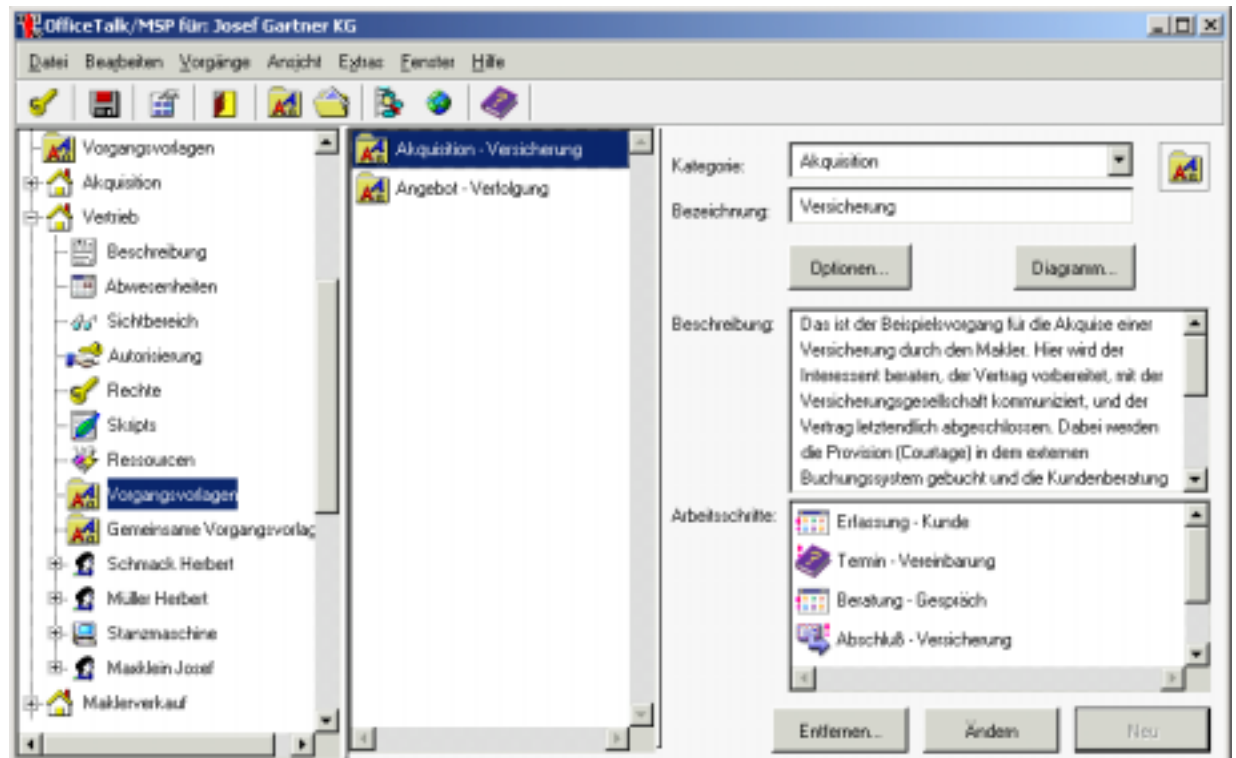 OfficeTalk/MSP für: Josef Gartner KG
Datei Bearbeiten Vorgänge Ansicht Extras Fenster Hilfe
Vorgangsvorlagen
Akquisition
Vertrieb
Beschreibung
Abwesenheiten
Sichtbereich
Autorisierung
Rechte
Skripts
Ressourcen
Vorgangsvorlagen
Gemeinsame Vorgangsvorlag
Schmack Herbert
Müller Herbert
Stanzmaschine
Masklein Josef
Maklerverkauf
Akquisition - Versicherung
Angebot - Verfolgung
Kategorie: Akquisition
Bezeichnung: Versicherung
Optionen... Diagramm...
Beschreibung: Das ist der Beispielsvorgang für die Akquise einer
Versicherung durch den Makler. Hier wird der
Interessent beraten, der Vertrag vorbereitet, mit der
Versicherungsgesellschaft kommuniziert, und der
Vertrag letztendlich abgeschlossen. Dabei werden
die Provision (Courtage) in dem externen
Buchungssystem gebucht und die Kundenberatung
Arbeitsschritte: Erfassung - Kunde
Termin - Vereinbarung
Beratung - Gespräch
Abschluß - Versicherung
Entfernen... Ändern Neu